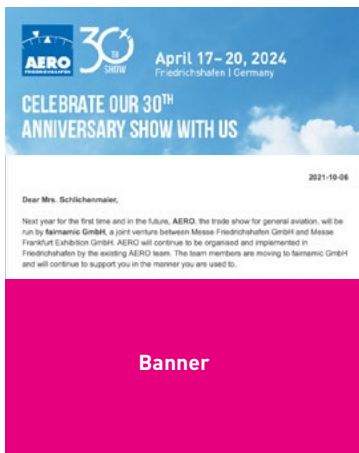 AERO
FRIEDRICHSHAFEN
30TH
SHOW
April 17–20, 2024
Friedrichshafen | Germany
CELEBRATE OUR 30TH
ANNIVERSARY SHOW WITH US
2021-10-06
Dear Mrs. Schlichenmaier,
Next year for the first time and in the future, AERO, the trade show for general aviation, will be
run by fairnamic GmbH, a joint venture between Messe Friedrichshafen GmbH and Messe
Frankfurt Exhibition GmbH. AERO will continue to be organised and implemented in
Friedrichshafen by the existing AERO team. The team members are moving to fairnamic GmbH
and will continue to support you in the manner you are used to.
Banner